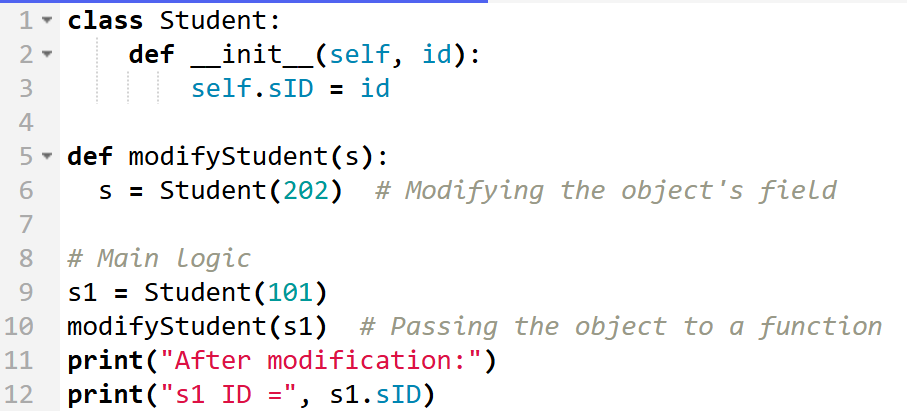 1 class Student:
2     def __init__(self, id):
3         self.sID = id
4
5 def modifyStudent(s):
6   s = Student(202)  # Modifying the object's field
7
8 # Main logic
9 s1 = Student(101)
10 modifyStudent(s1)  # Passing the object to a function
11 print("After modification:")
12 print("s1 ID =", s1.sID)